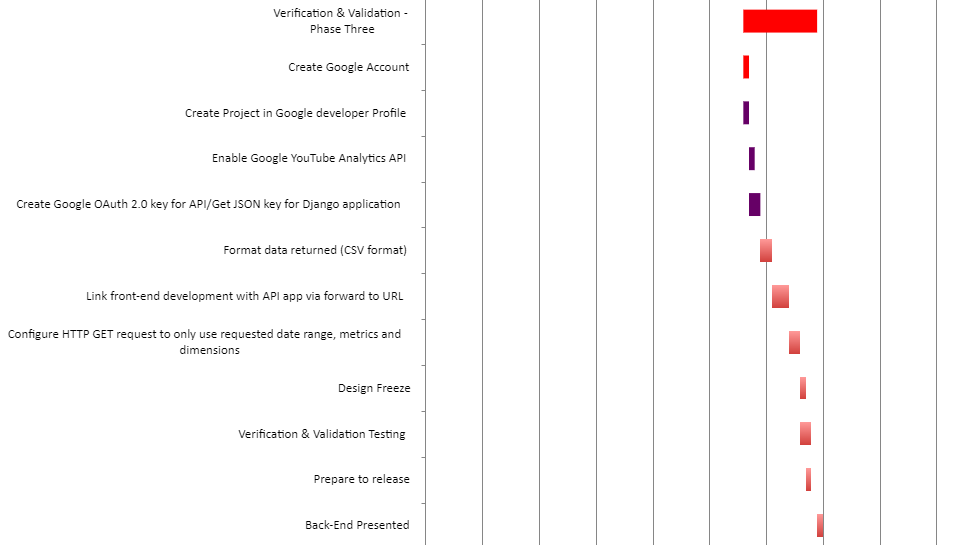 Verification & Validation -
Phase Three
Create Google Account
Create Project in Google developer Profile
Enable Google YouTube Analytics API
Create Google OAuth 2.0 key for API/Get JSON key for Django application
Format data returned (CSV format)
Link front-end development with API app via forward to URL
Configure HTTP GET request to only use requested date range, metrics and
dimensions
Design Freeze
Verification & Validation Testing
Prepare to release
Back-End Presented